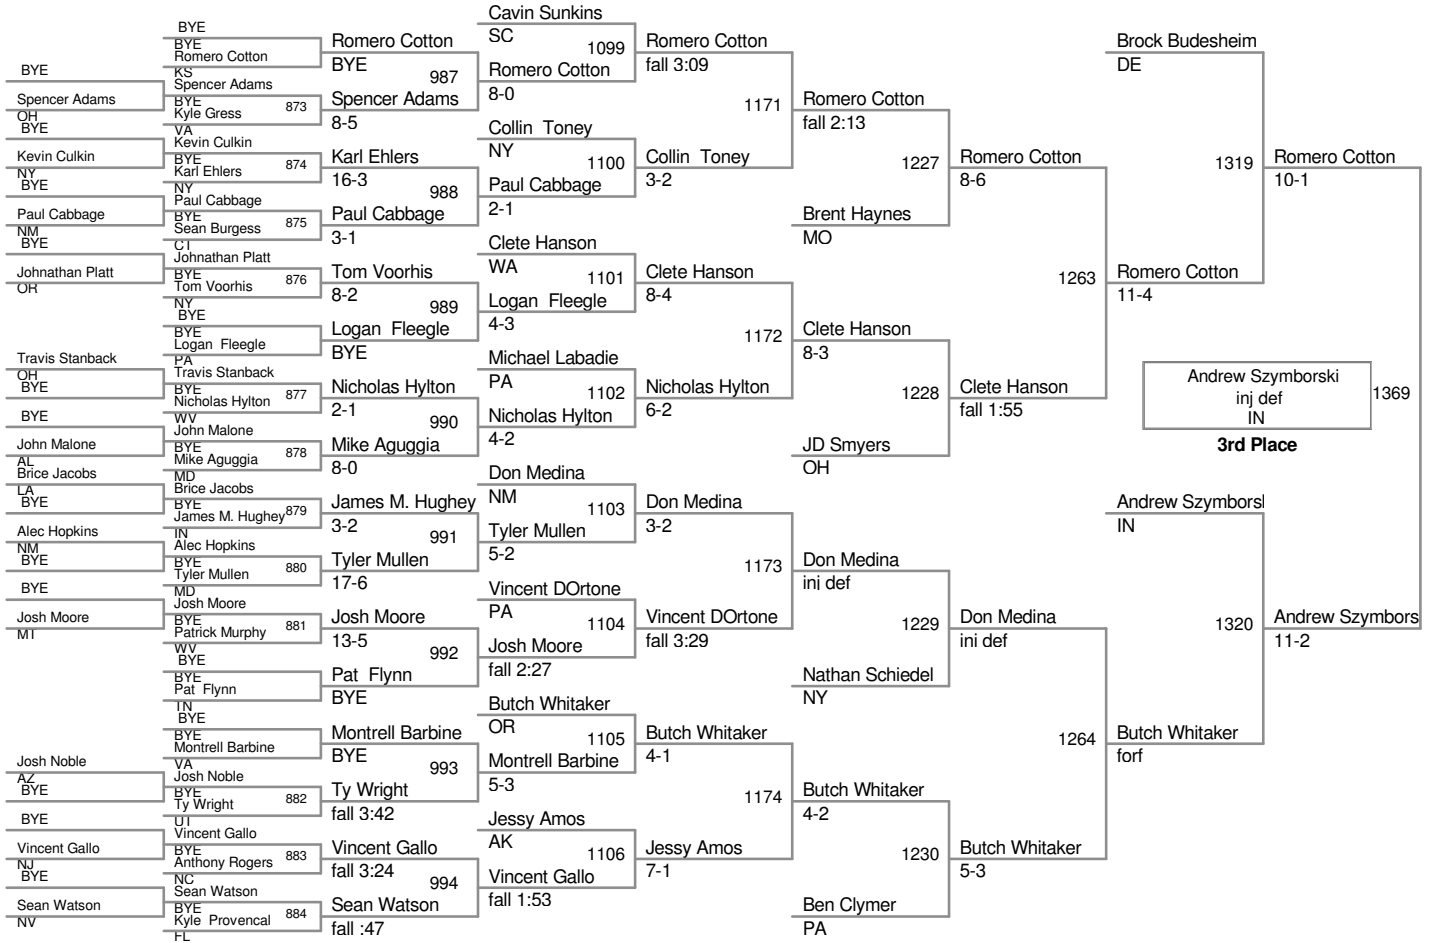 BYE
Spencer Adams
OH
BYE
Kevin Culkin
NY
BYE
Paul Cabbage
NM
BYE
Johnathan Platt
OR
Travis Stanback
OH
BYE
BYE
John Malone
AL
Brice Jacobs
LA
BYE
Alec Hopkins
NM
BYE
BYE
Josh Moore
MT
Josh Noble
AZ
BYE
BYE
Vincent Gallo
NJ
BYE
Sean Watson
NV
BYE
BYE
Romero Cotton
KS
Spencer Adams
BYE
873
Kyle Gress
VA
Kevin Culkin
BYE
874
Karl Ehlers
NY
Paul Cabbage
BYE
875
Sean Burgess
CT
Johnathan Platt
BYE
876
Tom Voorhis
NY
BYE
BYE
Logan Fleegle
PA
Travis Stanback
BYE
877
Nicholas Hylton
WV
John Malone
BYE
878
Mike Aguggia
MD
Brice Jacobs
BYE
879
James M. Hughey
IN
Alec Hopkins
BYE
880
Tyler Mullen
MD
Josh Moore
BYE
881
Patrick Murphy
WV
BYE
BYE
Pat Flynn
TN
BYE
BYE
Montrell Barbine
VA
Josh Noble
BYE
882
Ty Wright
UT
Vincent Gallo
BYE
883
Anthony Rogers
NC
Sean Watson
BYE
884
Kyle Provencal
FL
Romero Cotton
BYE
987
Spencer Adams
8-5
Karl Ehlers
16-3
988
Paul Cabbage
3-1
Tom Voorhis
8-2
989
Logan Fleegle
BYE
Nicholas Hylton
2-1
990
Mike Aguggia
8-0
James M. Hughey
3-2
991
Tyler Mullen
17-6
Josh Moore
13-5
992
Pat Flynn
BYE
Montrell Barbine
BYE
993
Ty Wright
fall 3:42
Vincent Gallo
fall 3:24
994
Sean Watson
fall :47
Cavin Sunkins
SC
1099
Romero Cotton
8-0
Collin Toney
NY
1100
Paul Cabbage
2-1
Clete Hanson
WA
1101
Logan Fleegle
4-3
Michael Labadie
PA
1102
Nicholas Hylton
4-2
Don Medina
NM
1103
Tyler Mullen
5-2
Vincent DOrtone
PA
1104
Josh Moore
fall 2:27
Butch Whitaker
OR
1105
Montrell Barbine
5-3
Jessy Amos
AK
1106
Vincent Gallo
fall 1:53
Romero Cotton
fall 3:09
1171
Collin Toney
3-2
Clete Hanson
8-4
1172
Nicholas Hylton
6-2
Don Medina
3-2
1173
Vincent DOrtone
fall 3:29
Butch Whitaker
4-1
1174
Jessy Amos
7-1
Romero Cotton
fall 2:13
1227
Brent Haynes
MO
Clete Hanson
8-3
1228
JD Smyers
OH
Don Medina
inj def
1229
Nathan Schiedel
NY
Butch Whitaker
4-2
1230
Ben Clymer
PA
Romero Cotton
8-6
1263
Clete Hanson
fall 1:55
Don Medina
inj def
1264
Butch Whitaker
5-3
Brock Budesheim
DE
1319
Romero Cotton
11-4
Andrew Szymborsl
IN
1320
Butch Whitaker
forf
Romero Cotton
10-1
Andrew Szymborski
inj def
IN
1369
3rd Place
Andrew Szymbors
11-2